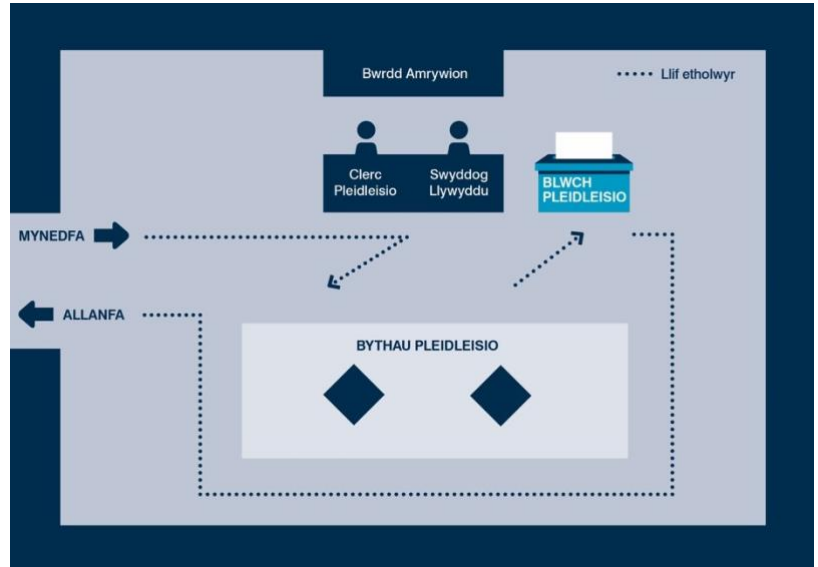 Bwrdd Amrywion
Llif etholwyr
Clerc
Pleidleisio
Swyddog
Llywyddu
BLWCH
PLEIDLEISIO
MYNEDFA
ALLANFA
BYTHAU PLEIDLEISIO